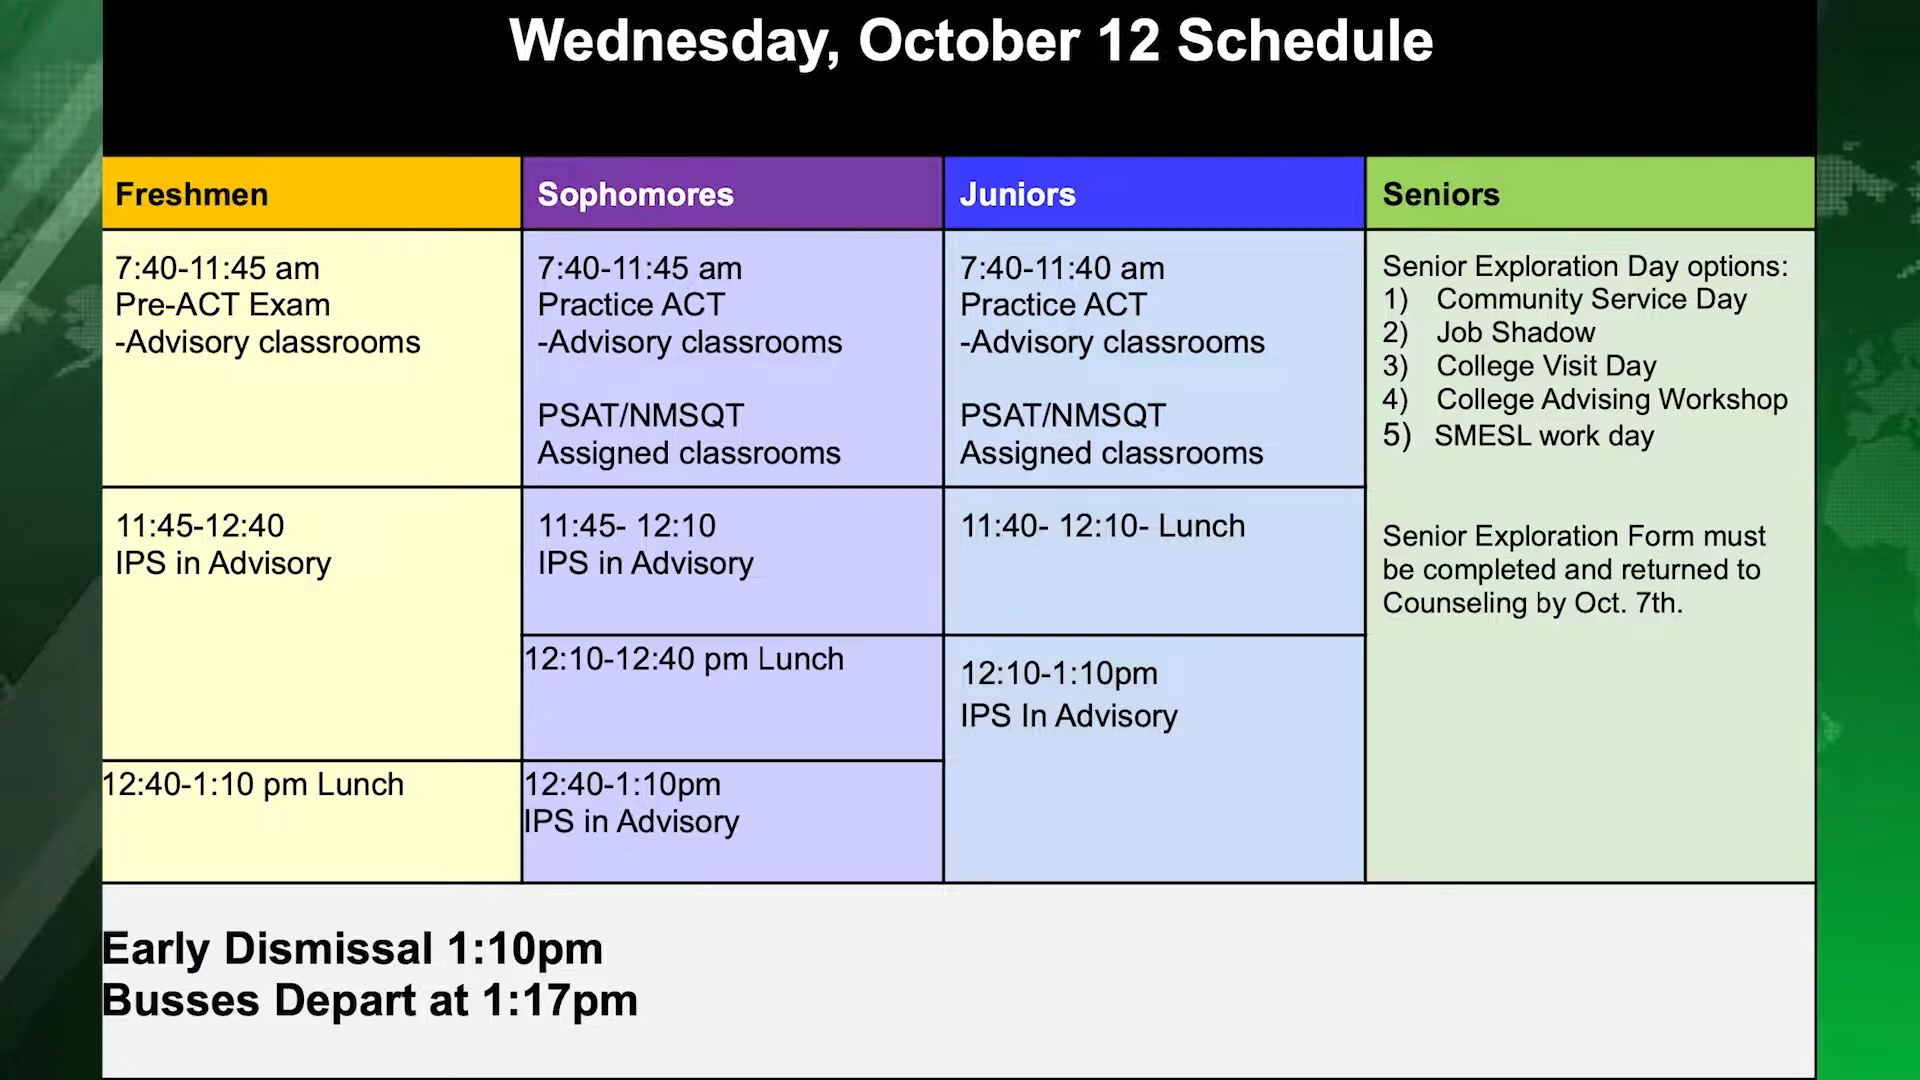 Wednesday, October 12 Schedule
Freshmen
Sophomores
Juniors
Seniors
7:40-11:45 am
Pre-ACT Exam
-Advisory classrooms
7:40-11:45 am
Practice ACT
-Advisory classrooms
PSAT/NMSQT
Assigned classrooms
7:40-11:40 am
Practice ACT
-Advisory classrooms
PSAT/NMSQT
Assigned classrooms
Senior Exploration Day options:
1) Community Service Day
2) Job Shadow
3) College Visit Day
4) College Advising Workshop
5) SMESL work day
Senior Exploration Form must
be completed and returned to
Counseling by Oct. 7th.
11:45-12:40
IPS in Advisory
11:45- 12:10
IPS in Advisory
11:40- 12:10- Lunch
12:10-12:40 pm Lunch
12:10-1:10pm
IPS In Advisory
12:40-1:10 pm Lunch
12:40-1:10pm
IPS in Advisory
Early Dismissal 1:10pm
Busses Depart at 1:17pm